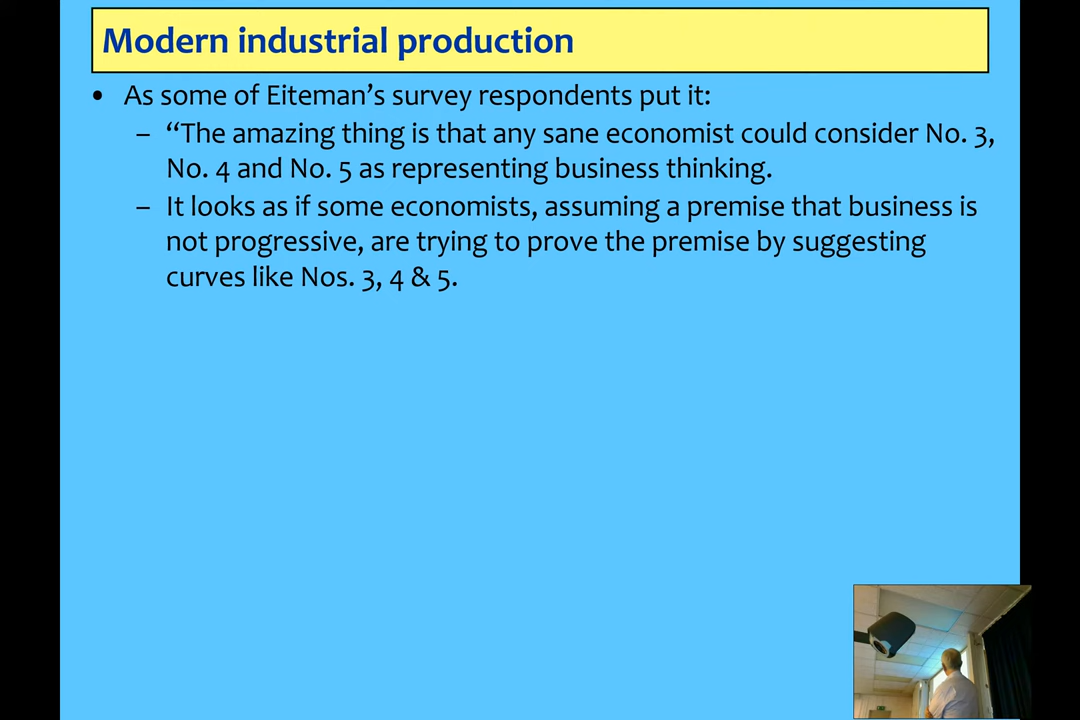 Modern industrial production
• As some of Eiteman’s survey respondents put it:
– “The amazing thing is that any sane economist could consider No. 3,
No. 4 and No. 5 as representing business thinking.
– It looks as if some economists, assuming a premise that business is
not progressive, are trying to prove the premise by suggesting
curves like Nos. 3, 4 & 5.